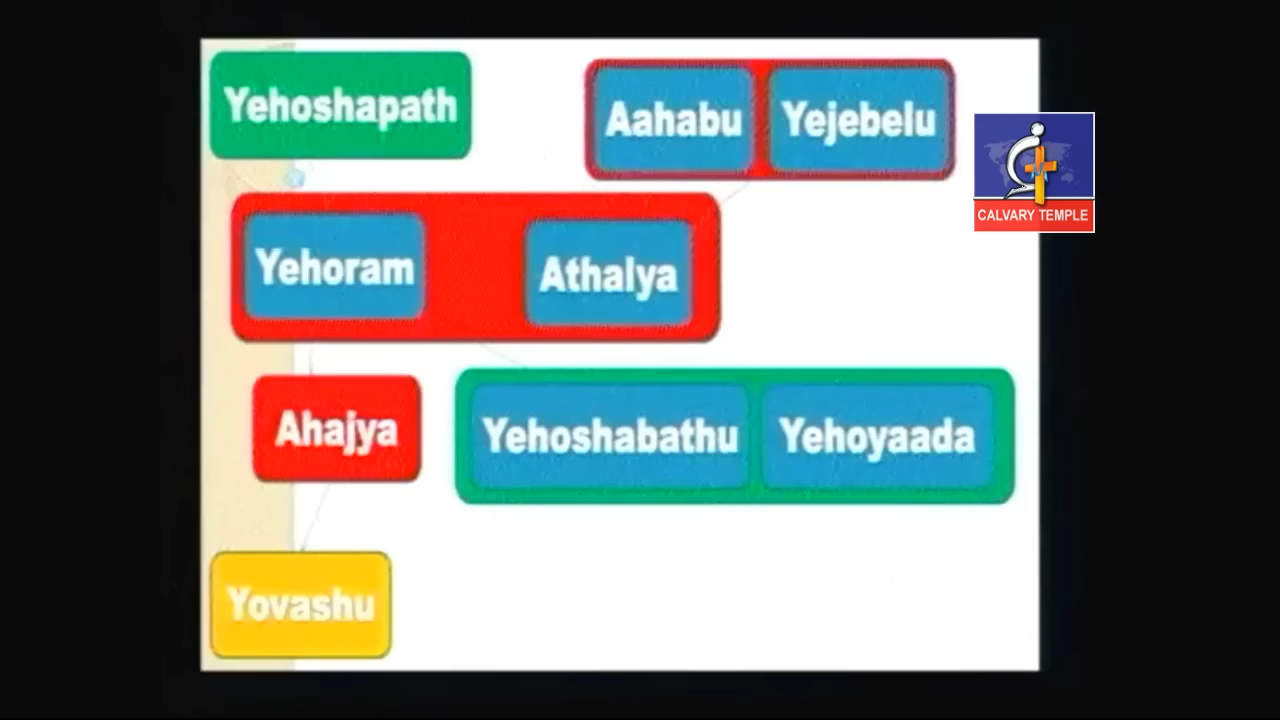 Yehoshapath
Aahabu Yejebelu
CALVARY TEMPLE
Yehoram Athalya
Ahajya
Yehoshabathu Yehoyaada
Yovashu